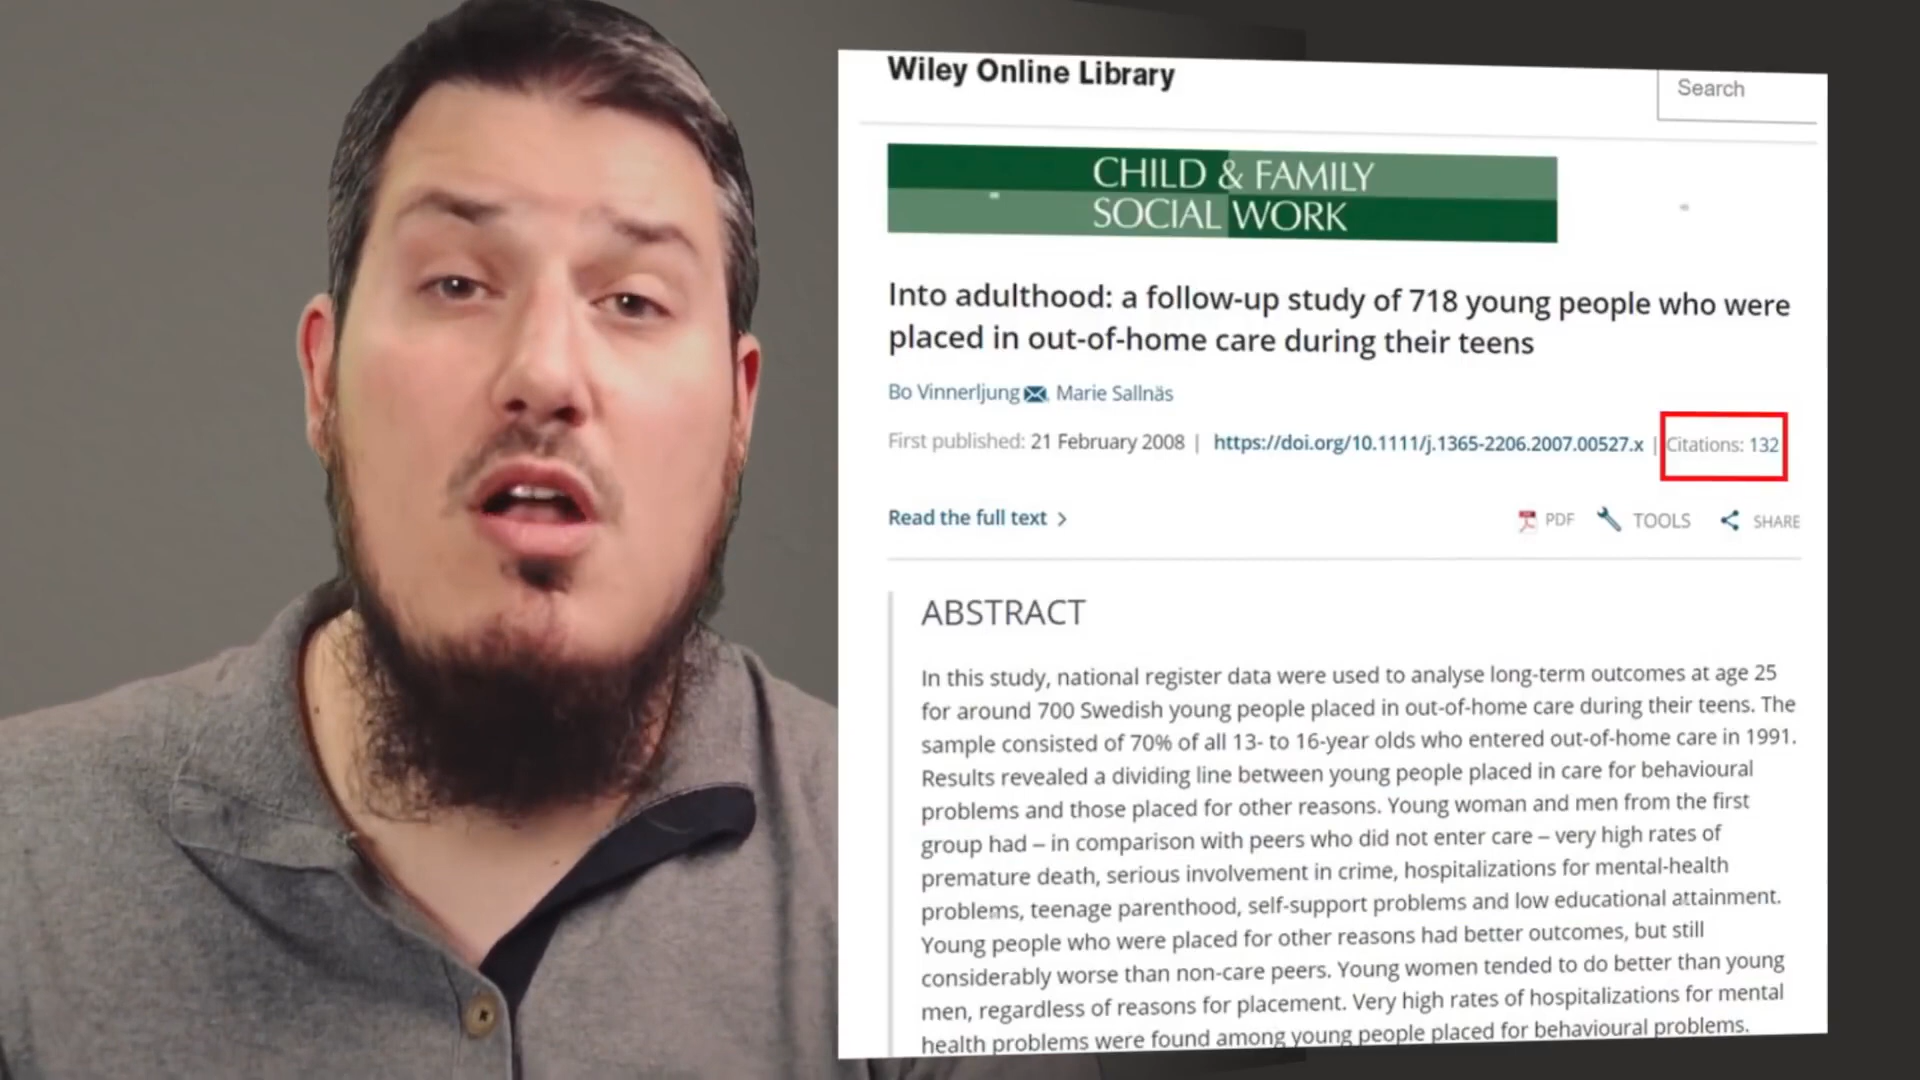 Wiley Online Library
Search
CHILD & FAMILY
SOCIAL WORK
Into adulthood: a follow-up study of 718 young people who were
placed in out-of-home care during their teens
Bo Vinnerljung, Marie Sallnäs
First published: 21 February 2008 | https://doi.org/10.1111/j.1365-2206.2007.00527.x | Citations: 132
Read the full text >
PDF TOOLS SHARE
ABSTRACT
In this study, national register data were used to analyse long-term outcomes at age 25
for around 700 Swedish young people placed in out-of-home care during their teens. The
sample consisted of 70% of all 13- to 16-year olds who entered out-of-home care in 1991.
Results revealed a dividing line between young people placed in care for behavioural
problems and those placed for other reasons. Young woman and men from the first
group had – in comparison with peers who did not enter care – very high rates of
premature death, serious involvement in crime, hospitalizations for mental-health
problems, teenage parenthood, self-support problems and low educational attainment.
Young people who were placed for other reasons had better outcomes, but still
considerably worse than non-care peers. Young women tended to do better than young
men, regardless of reasons for placement. Very high rates of hospitalizations for mental
health problems were found among young people placed for behavioural problems.